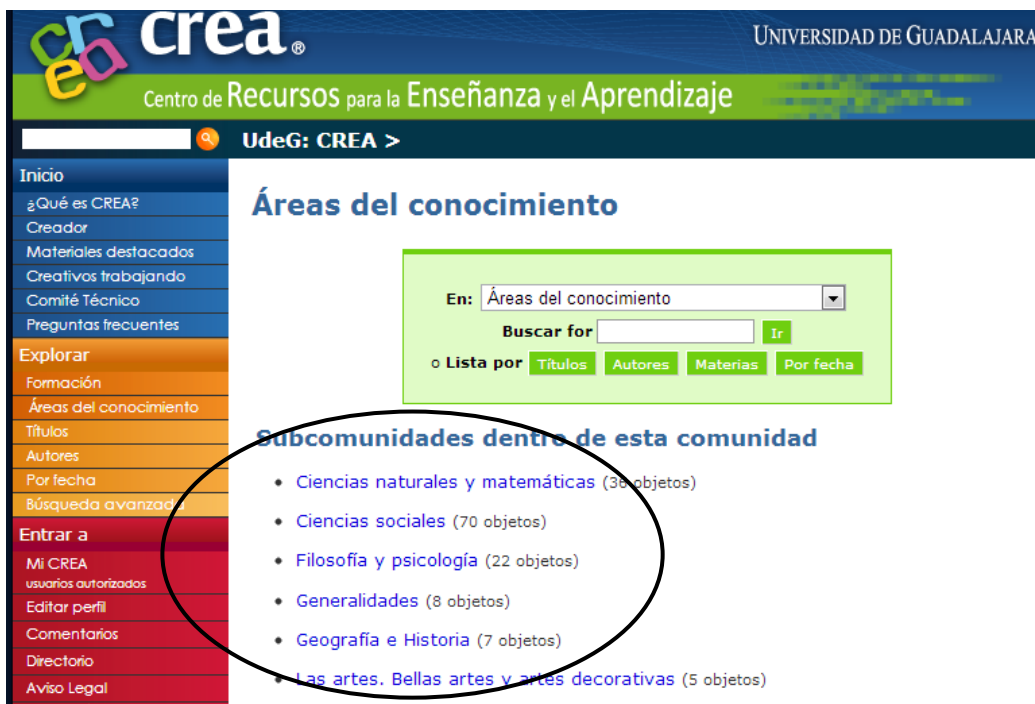 crea®
UNIVERSIDAD DE GUADALAJARA
Centro de Recursos para la Enseñanza y el Aprendizaje
UdeG: CREA >
Inicio
¿Qué es CREA?
Creador
Materiales destacados
Creativos trabajando
Comité Técnico
Preguntas frecuentes
Explorar
Formación
Áreas del conocimiento
Títulos
Autores
Por fecha
Búsqueda avanzada
Entrar a
Mi CREA
usuarios autorizados
Editar perfil
Comentarios
Directorio
Aviso Legal
Áreas del conocimiento
En: Áreas del conocimiento
Buscar for Ir
o Lista por Títulos Autores Materias Por fecha
Subcomunidades dentro de esta comunidad
• Ciencias naturales y matemáticas (36 objetos)
• Ciencias sociales (70 objetos)
• Filosofía y psicología (22 objetos)
• Generalidades (8 objetos)
• Geografía e Historia (7 objetos)
• Las artes. Bellas artes y artes decorativas (5 objetos)